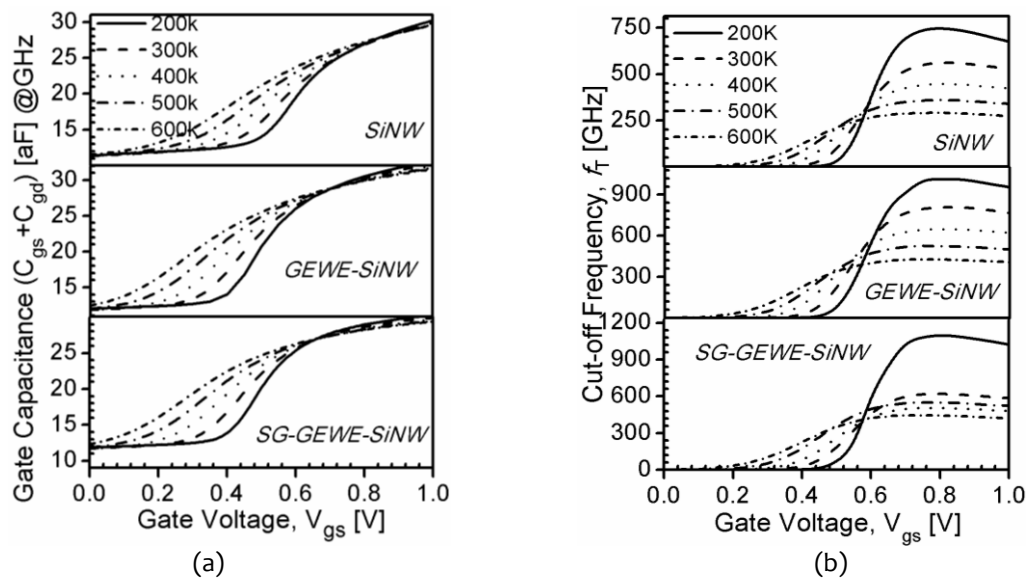 Gate Capacitance (Cgs+Cgd) [aF] @GHz
30
25
20
15
200k
300k
400k
500k
600k
SiNW
30
25
20
15
GEWE-SiNW
25
20
15
10
SG-GEWE-SiNW
0.0 0.2 0.4 0.6 0.8 1.0
Gate Voltage, Vgs [V]
(a)
Cut-off Frequency, fT [GHz]
750
500
250
200K
300K
400K
500K
600K
SiNW
900
600
300
GEWE-SiNW
1200
900
600
300
0
SG-GEWE-SiNW
0.0 0.2 0.4 0.6 0.8 1.0
Gate Voltage, Vgs [V]
(b)